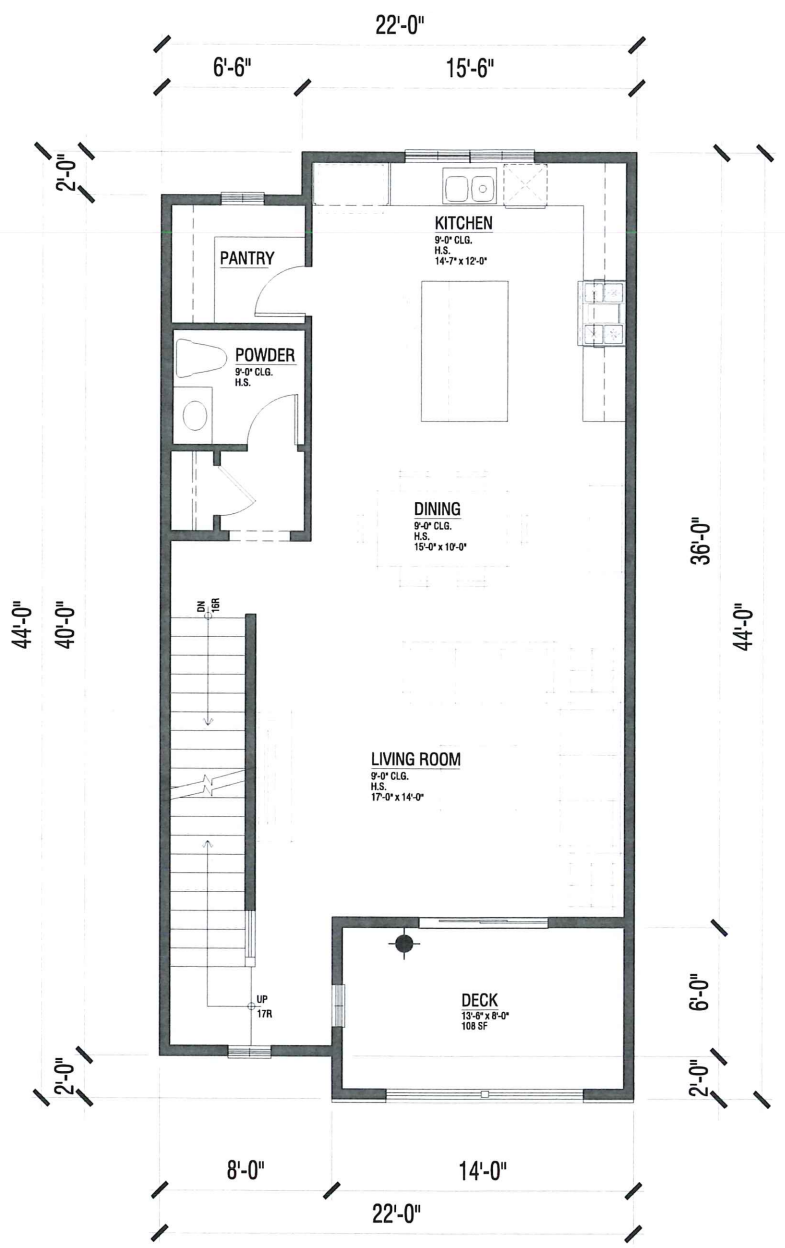 22'-0"
6'-6"
15'-6"
2'-0"
KITCHEN
9'-0" CLG.
H.S.
14'-7" x 12'-0"
PANTRY
POWDER
9'-0" CLG.
H.S.
DINING
9'-0" CLG.
H.S.
15'-0" x 10'-0"
36'-0"
44'-0"
40'-0"
44'-0"
DN
16R
LIVING ROOM
9'-0" CLG.
H.S.
17'-0" x 14'-0"
UP
17R
DECK
13'-6" x 8'-0"
108 SF
6'-0"
2'-0"
2'-0"
8'-0"
14'-0"
22'-0"